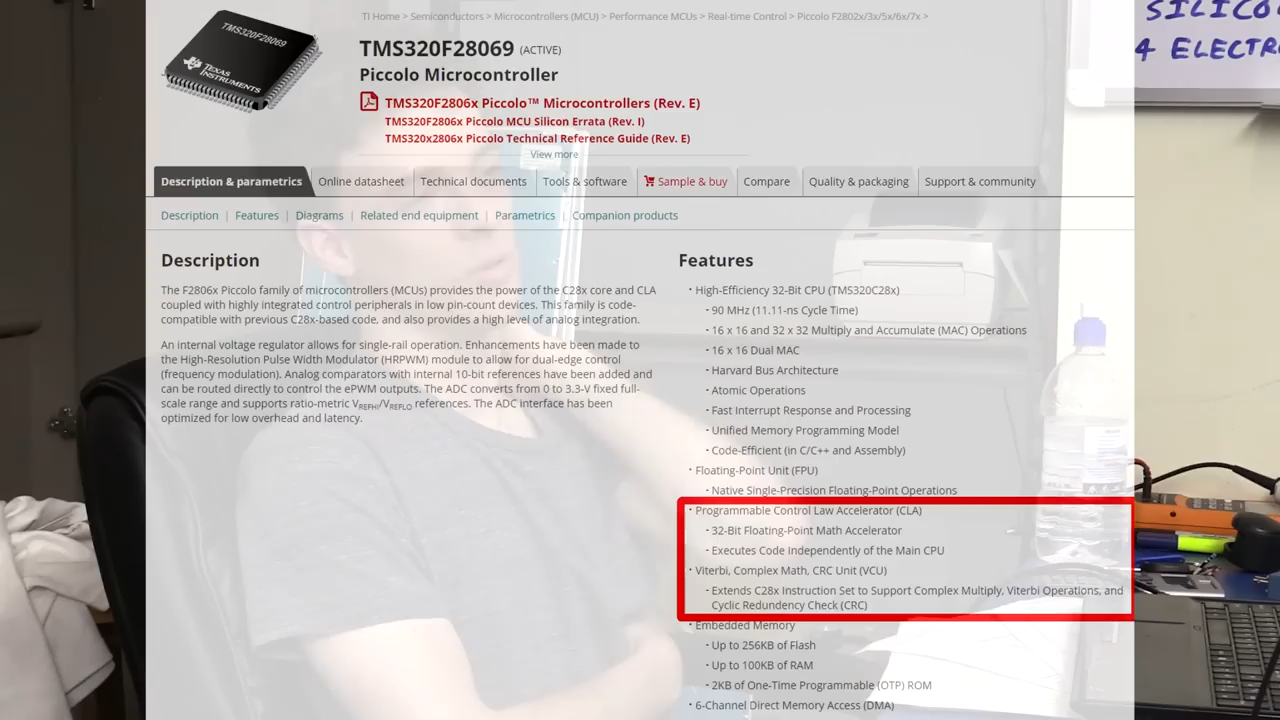 SILICO
4 ELECTR
TMS320F28069
TEXAS
INSTRUMENTS
TI Home > Semiconductors > Microcontrollers (MCU) > Performance MCUs > Real-time Control > Piccolo F2802x/3x/5x/6x/7x >
TMS320F28069 (ACTIVE)
Piccolo Microcontroller
TMS320F2806x Piccolo™ Microcontrollers (Rev. E)
TMS320F2806x Piccolo MCU Silicon Errata (Rev. I)
TMS320x2806x Piccolo Technical Reference Guide (Rev. E)
View more
Description & parametrics Online datasheet Technical documents Tools & software Sample & buy Compare Quality & packaging Support & community
Description | Features | Diagrams | Related end equipment | Parametrics | Companion products
Description
The F2806x Piccolo family of microcontrollers (MCUs) provides the power of the C28x core and CLA
coupled with highly integrated control peripherals in low pin-count devices. This family is code-
compatible with previous C28x-based code, and also provides a high level of analog integration.
An internal voltage regulator allows for single-rail operation. Enhancements have been made to
the High-Resolution Pulse Width Modulator (HRPWM) module to allow for dual-edge control
(frequency modulation). Analog comparators with internal 10-bit references have been added and
can be routed directly to control the ePWM outputs. The ADC converts from 0 to 3.3-V fixed full-
scale range and supports ratio-metric VREFHI/VREFLO references. The ADC interface has been
optimized for low overhead and latency.
Features
· High-Efficiency 32-Bit CPU (TMS320C28x)
- 90 MHz (11.11-ns Cycle Time)
- 16 x 16 and 32 x 32 Multiply and Accumulate (MAC) Operations
- 16 x 16 Dual MAC
- Harvard Bus Architecture
- Atomic Operations
- Fast Interrupt Response and Processing
- Unified Memory Programming Model
- Code-Efficient (in C/C++ and Assembly)
· Floating-Point Unit (FPU)
- Native Single-Precision Floating-Point Operations
· Programmable Control Law Accelerator (CLA)
- 32-Bit Floating-Point Math Accelerator
- Executes Code Independently of the Main CPU
· Viterbi, Complex Math, CRC Unit (VCU)
- Extends C28x Instruction Set to Support Complex Multiply, Viterbi Operations, and
Cyclic Redundency Check (CRC)
· Embedded Memory
- Up to 256KB of Flash
- Up to 100KB of RAM
- 2KB of One-Time Programmable (OTP) ROM
· 6-Channel Direct Memory Access (DMA)